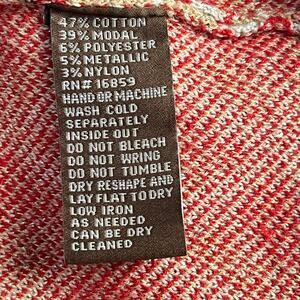 47% COTTON
39% MODAL
6% POLYESTER
5% METALLIC
3% NYLON
RN# 16859
HAND OR MACHINE
WASH COLD
SEPARATELY
INSIDE OUT
DO NOT BLEACH
DO NOT WRING
DO NOT TUMBLE
DRY RESHAPE AND
LAY FLAT TO DRY
LOW IRON
AS NEEDED
CAN BE DRY
CLEANED